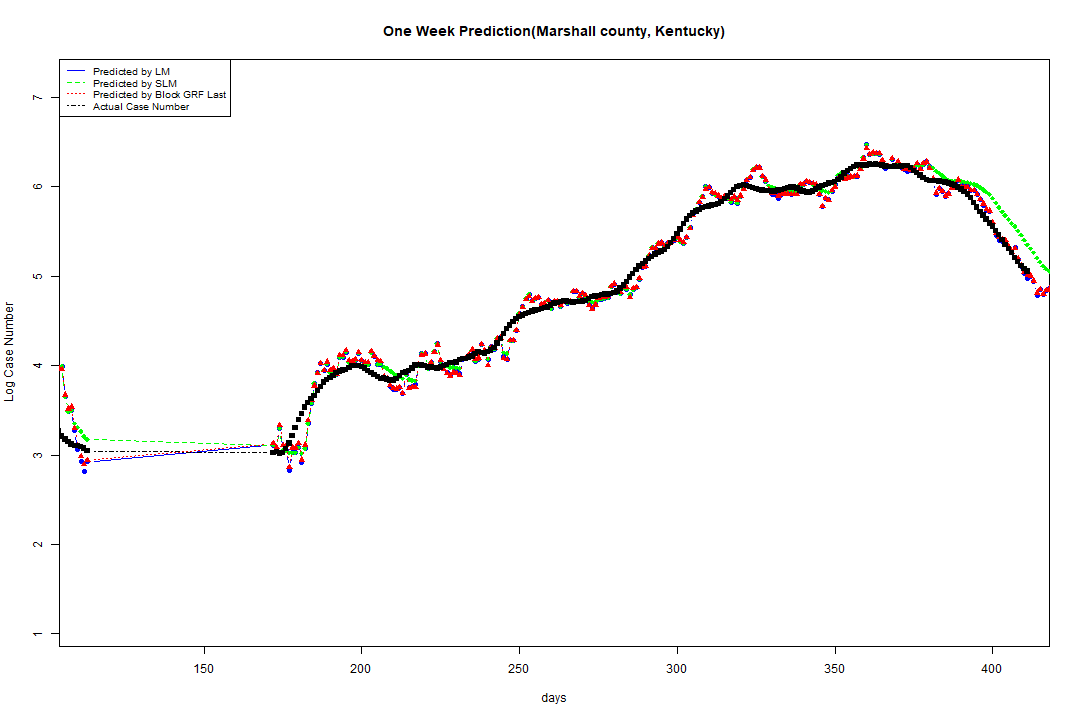 One Week Prediction(Marshall county, Kentucky)
Predicted by LM
Predicted by SLM
Predicted by Block GRF Last
Actual Case Number
7
6
5
4
3
2
1
Log Case Number
150 200 250 300 350 400
days